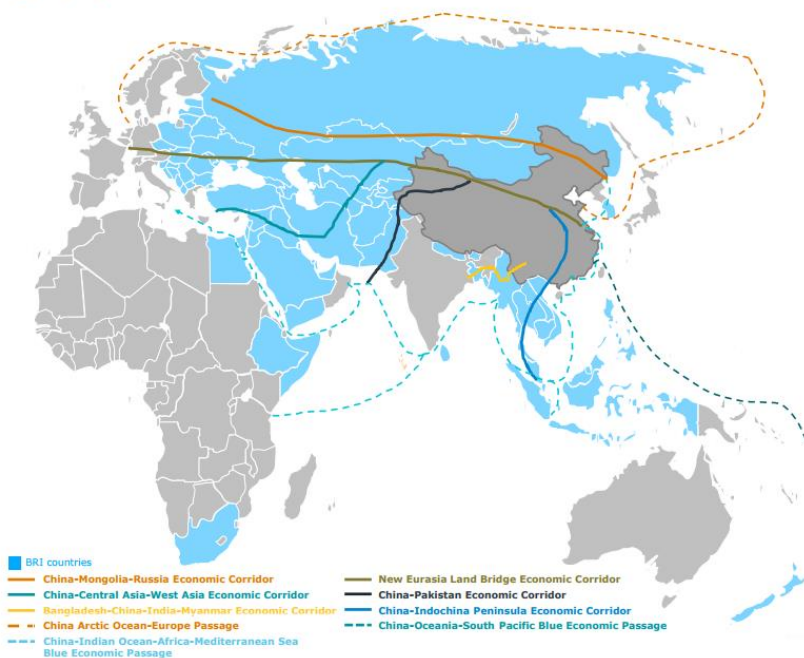 BRI countries
China-Mongolia-Russia Economic Corridor
New Eurasia Land Bridge Economic Corridor
China-Central Asia-West Asia Economic Corridor
China-Pakistan Economic Corridor
Bangladesh-China-India-Myanmar Economic Corridor
China-Indochina Peninsula Economic Corridor
China Arctic Ocean-Europe Passage
China-Oceania-South Pacific Blue Economic Passage
China-Indian Ocean-Africa-Mediterranean Sea
Blue Economic Passage